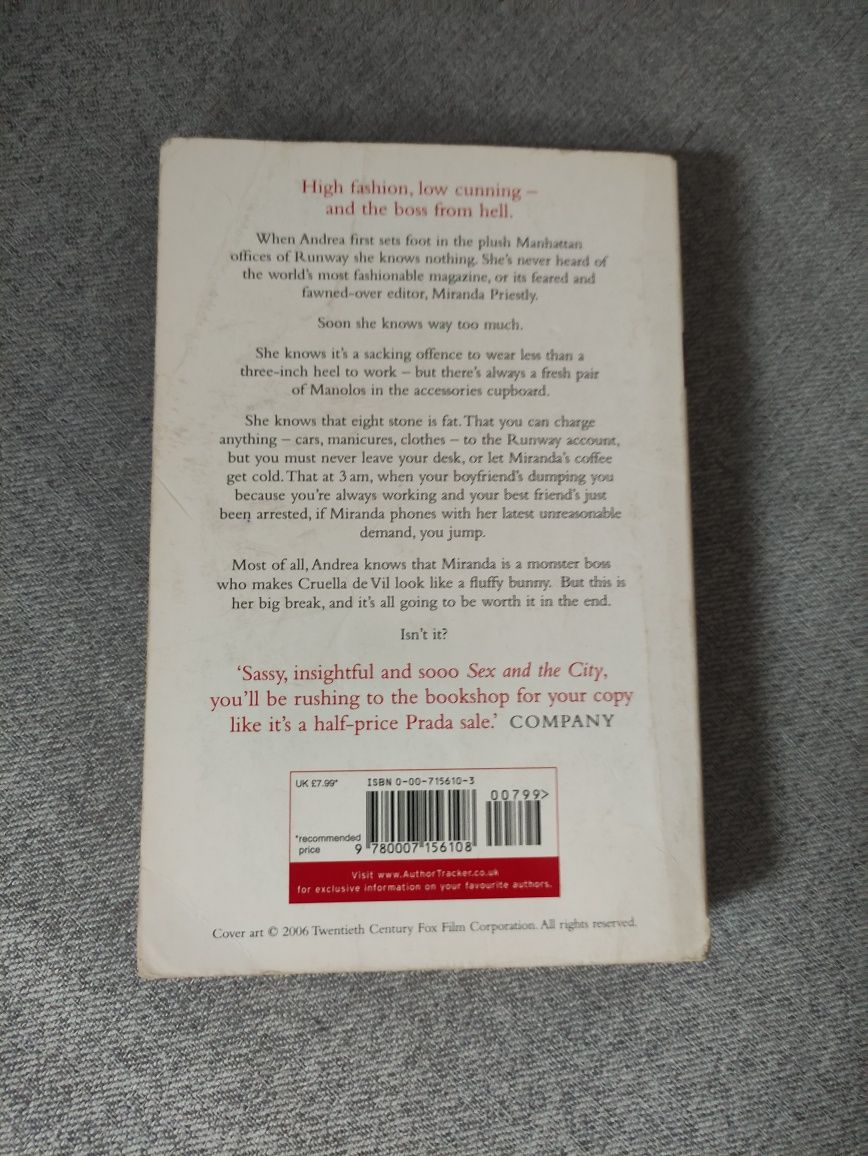 High fashion, low cunning –
and the boss from hell.
When Andrea first sets foot in the plush Manhattan
offices of Runway she knows nothing. She's never heard of
the world's most fashionable magazine, or its feared and
fawned-over editor, Miranda Priestly.
Soon she knows way too much.
She knows it's a sacking offence to wear less than a
three-inch heel to work – but there's always a fresh pair
of Manolos in the accessories cupboard.
She knows that eight stone is fat. That you can charge
anything – cars, manicures, clothes – to the Runway account,
but you must never leave your desk, or let Miranda's coffee
get cold. That at 3 am, when your boyfriend's dumping you
because you're always working and your best friend's just
been arrested, if Miranda phones with her latest unreasonable
demand, you jump.
Most of all, Andrea knows that Miranda is a monster boss
who makes Cruella de Vil look like a fluffy bunny. But this is
her big break, and it's all going to be worth it in the end.
Isn't it?
'Sassy, insightful and sooo Sex and the City,
you'll be rushing to the bookshop for your copy
like it's a half-price Prada sale.' COMPANY
UK £7.99* ISBN 0-00-715610-3
00799>
*recommended
price
9 780007 156108
Visit www.AuthorTracker.co.uk
for exclusive information on your favourite authors.
Cover art © 2006 Twentieth Century Fox Film Corporation. All rights reserved.